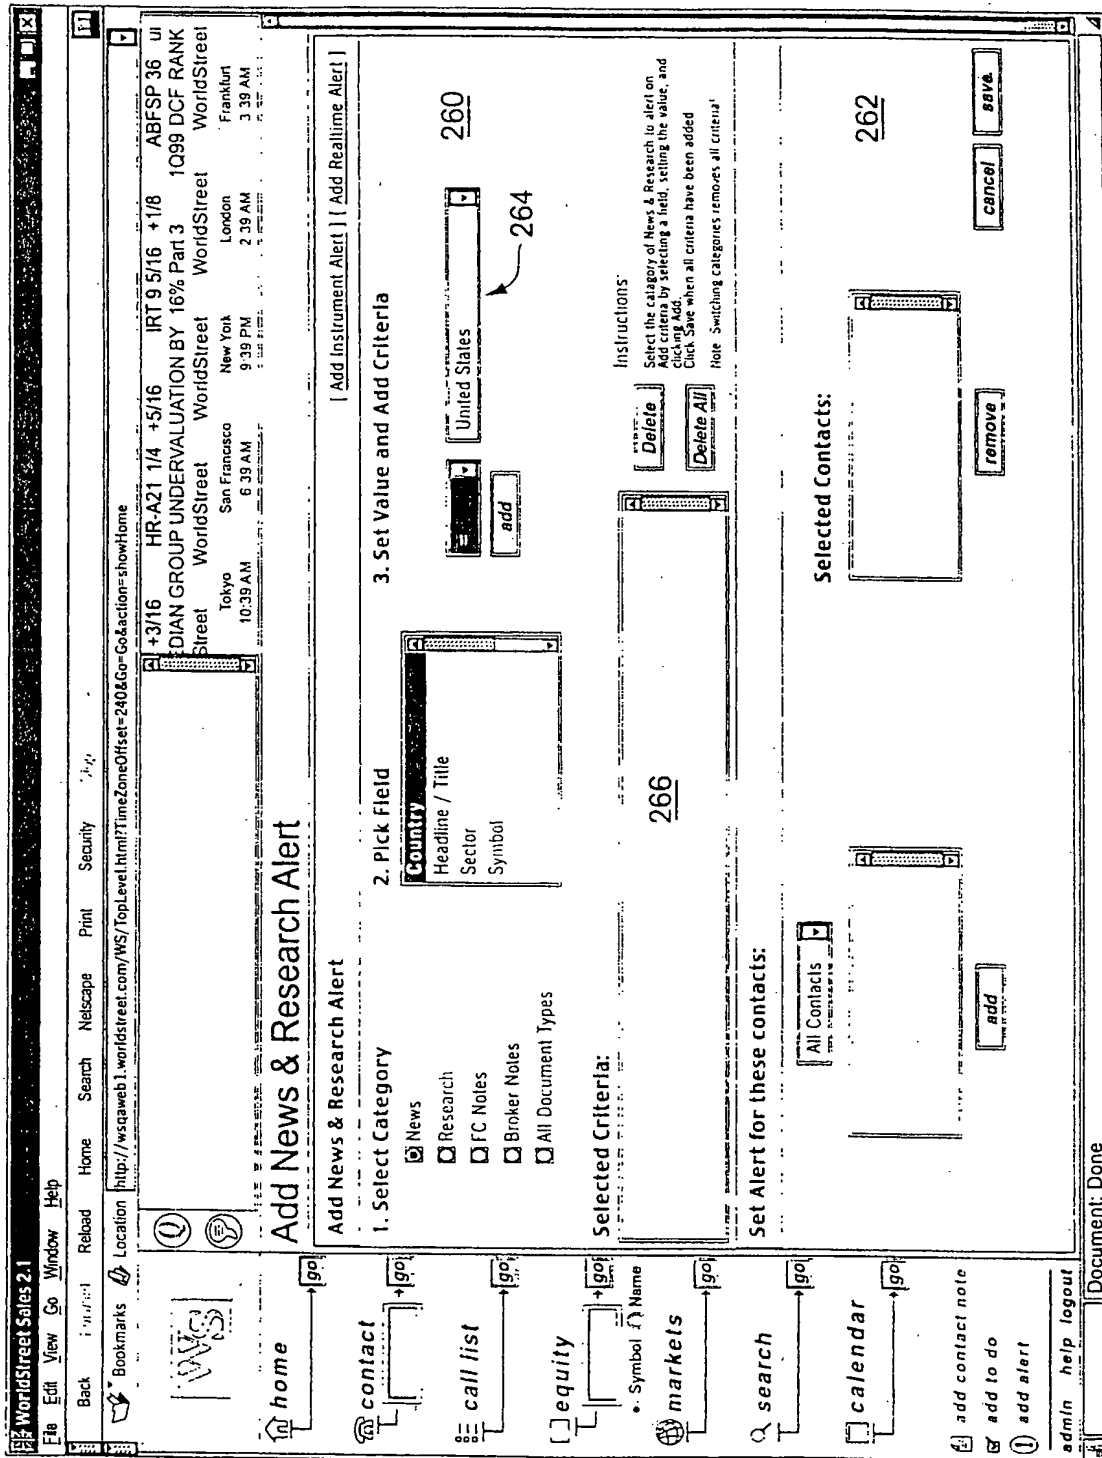 WorldStreet Sales 2.1
File Edit View Go Window Help
Back Reload Home Search Netscape Print Security
Bookmarks Location http://wsqaweb1.worldstreet.com/WS/TopLevel.html?TimeZoneOffset=240&Go=Go&action=showHome
+3/16 HR-A21 1/4 +5/16 IRT 9 5/16 +1/8 ABFSP 36
DIAN GROUP UNDERVALUATION BY 16% Part 3 1Q99 DCF RANK
Street WorldStreet WorldStreet WorldStreet WorldStreet
Tokyo San Francisco New York London Frankfurt
10:39 AM 6 39 AM 9:39 PM 2 39 AM 3 39 AM
home go
contact go
call list go
equity go
Symbol Name
markets go
search go
calendar go
add contact note
add to do
add alert
admin help logout
Add News & Research Alert
[ Add Instrument Alert ] [ Add Realtime Alert ]
Add News & Research Alert
1. Select Category
News
Research
FC Notes
Broker Notes
All Document Types
2. Pick Field
Country
Headline / Title
Sector
Symbol
3. Set Value and Add Criteria
= United States
add
260
264
Selected Criteria:
266
Delete
Delete All
Instructions:
Select the catagory of News & Research to alert on
Add criteria by selecting a field, setting the value, and
clicking Add.
Click Save when all criteria have been added
Note Switching categories removes all criteria!
Set Alert for these contacts:
All Contacts
Selected Contacts:
262
add remove cancel save
Document: Done